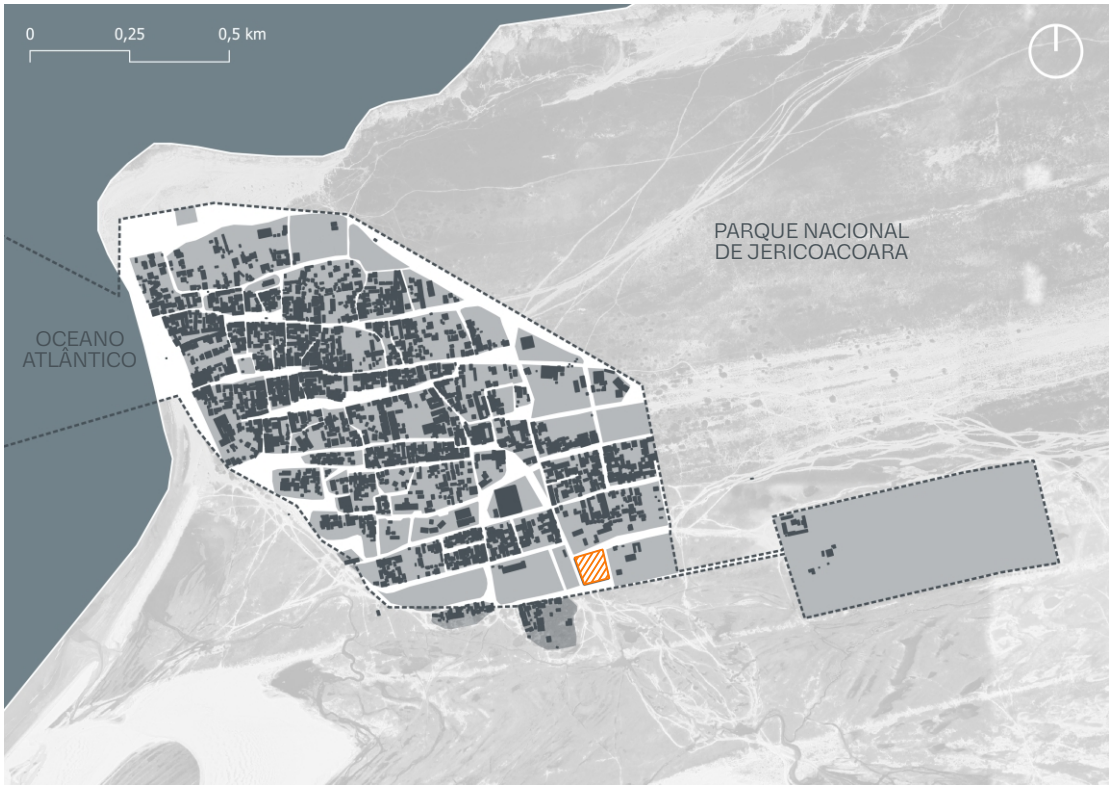 0 0,25 0,5 km
PARQUE NACIONAL
DE JERICOACOARA
OCEANO
ATLÂNTICO